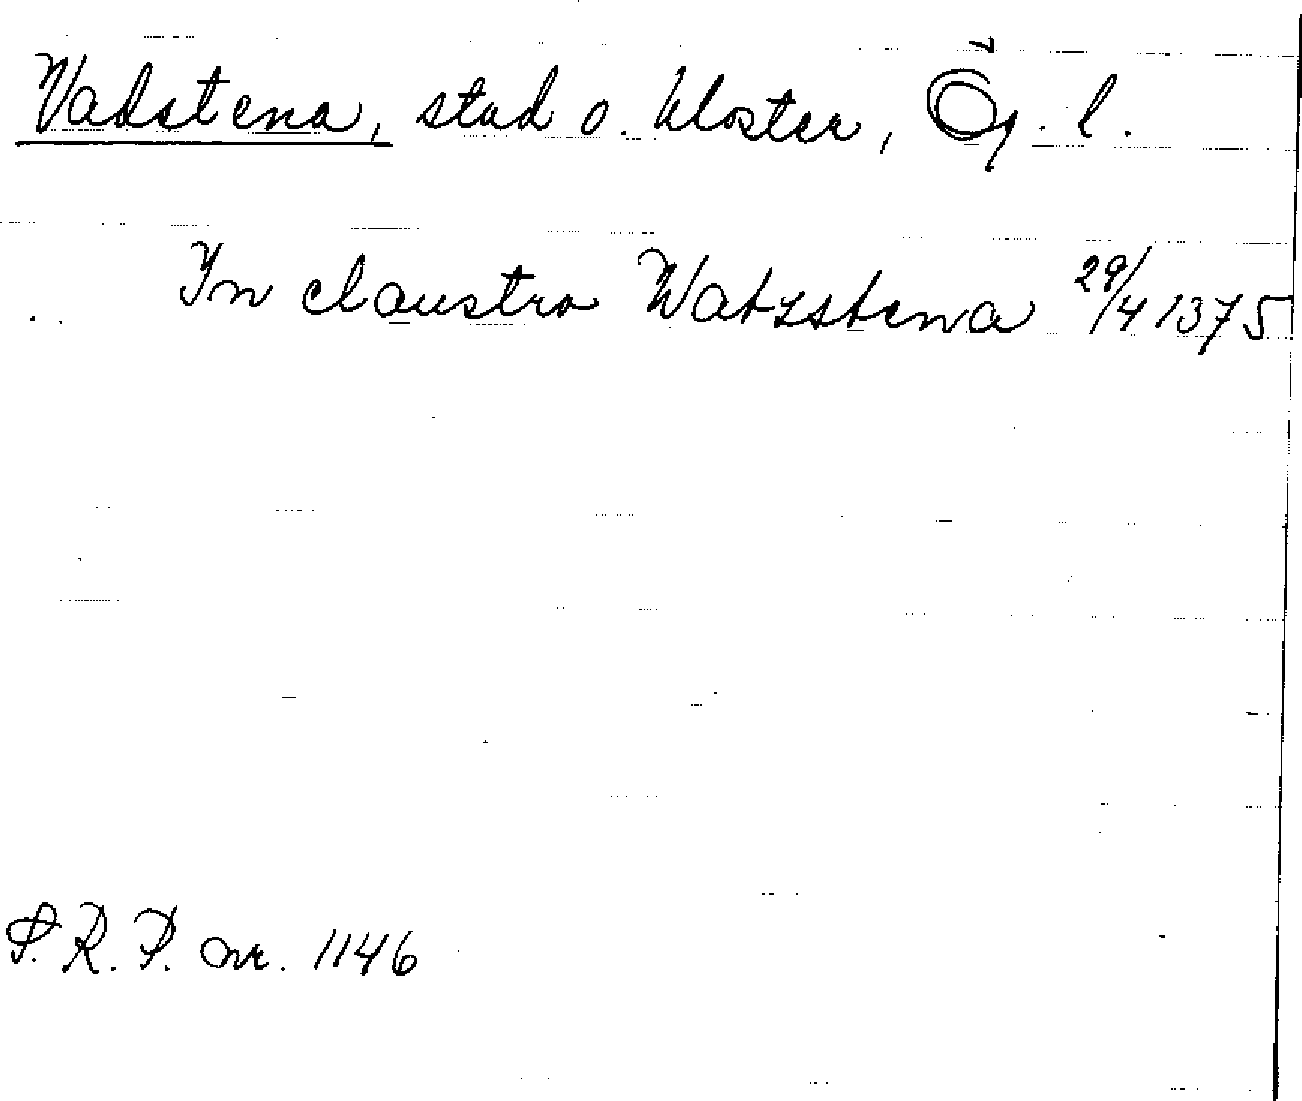 Vadstena, stad o. kloster, Ög. l.
In claustro Watzstena 29/4 1375
P.R.P. nr. 1146